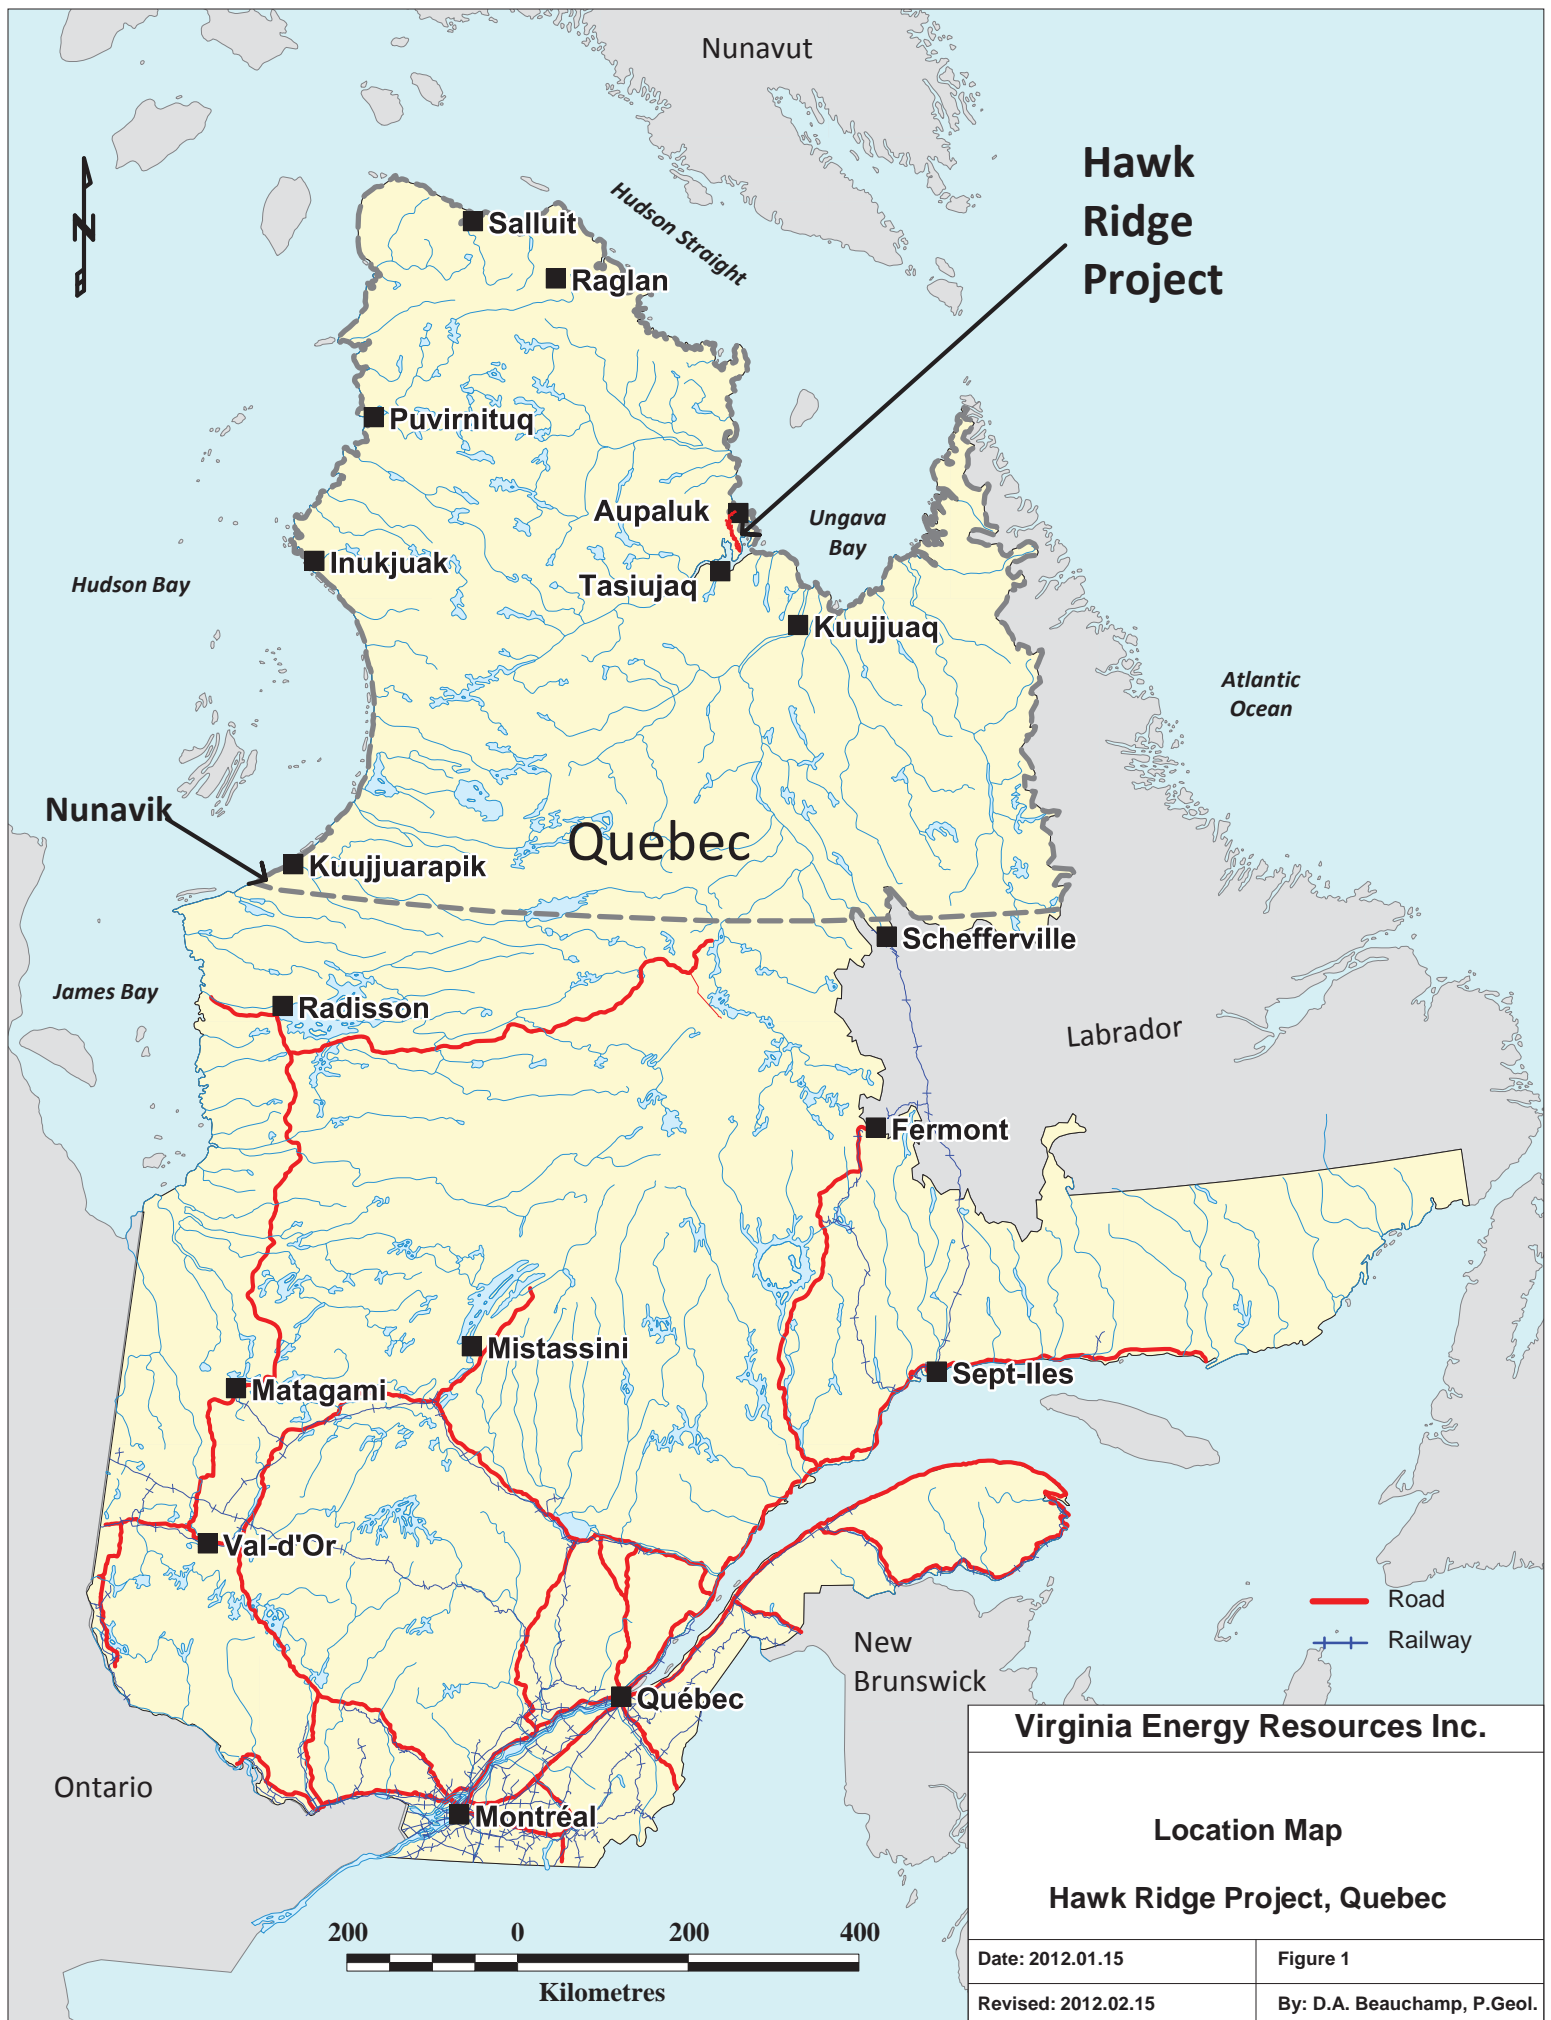 Nunavut
Hawk
Ridge
Project
Hudson Straight
N
Salluit
Raglan
Puvirnituq
Aupaluk
Ungava
Bay
Inukjuak
Hudson Bay
Tasiujaq
Kuujjuaq
Atlantic
Ocean
Nunavik
Quebec
Kuujjuarapik
Schefferville
James Bay
Radisson
Labrador
Fermont
Mistassini
Sept-Iles
Matagami
Val-d'Or
Road
Railway
New
Brunswick
Québec
Ontario
Montréal
200 0 200 400
Kilometres
Virginia Energy Resources Inc.
Location Map
Hawk Ridge Project, Quebec
Date: 2012.01.15
Figure 1
Revised: 2012.02.15
By: D.A. Beauchamp, P.Geol.